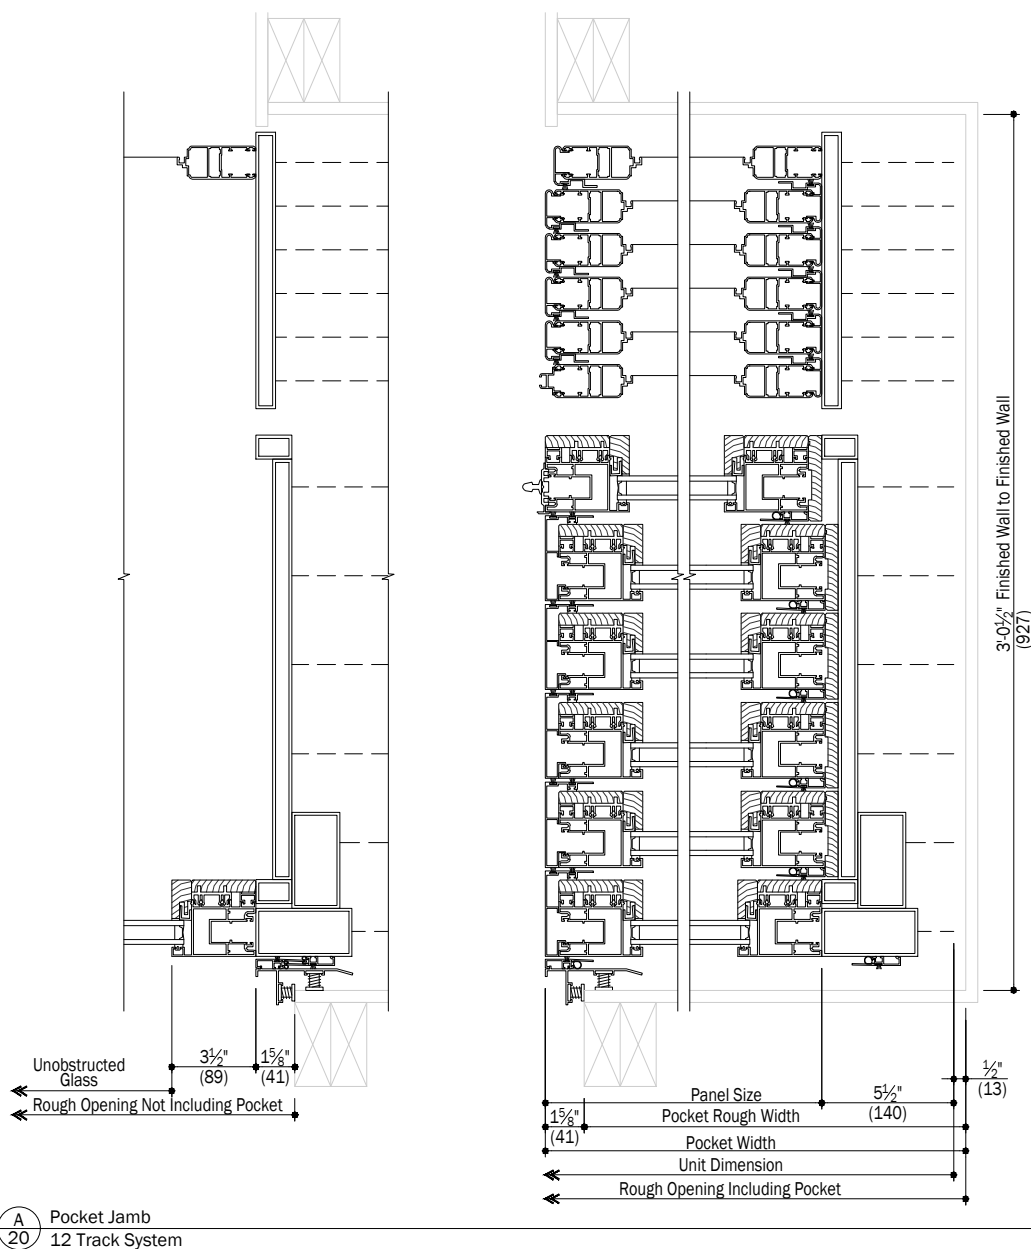 3'-0½" Finished Wall to Finished Wall
(927)
Unobstructed
Glass
3½"
(89)
1⅝"
(41)
Rough Opening Not Including Pocket
½"
(13)
Panel Size
5½"
(140)
1⅝"
(41)
Pocket Rough Width
Pocket Width
Unit Dimension
Rough Opening Including Pocket
A
20
Pocket Jamb
12 Track System